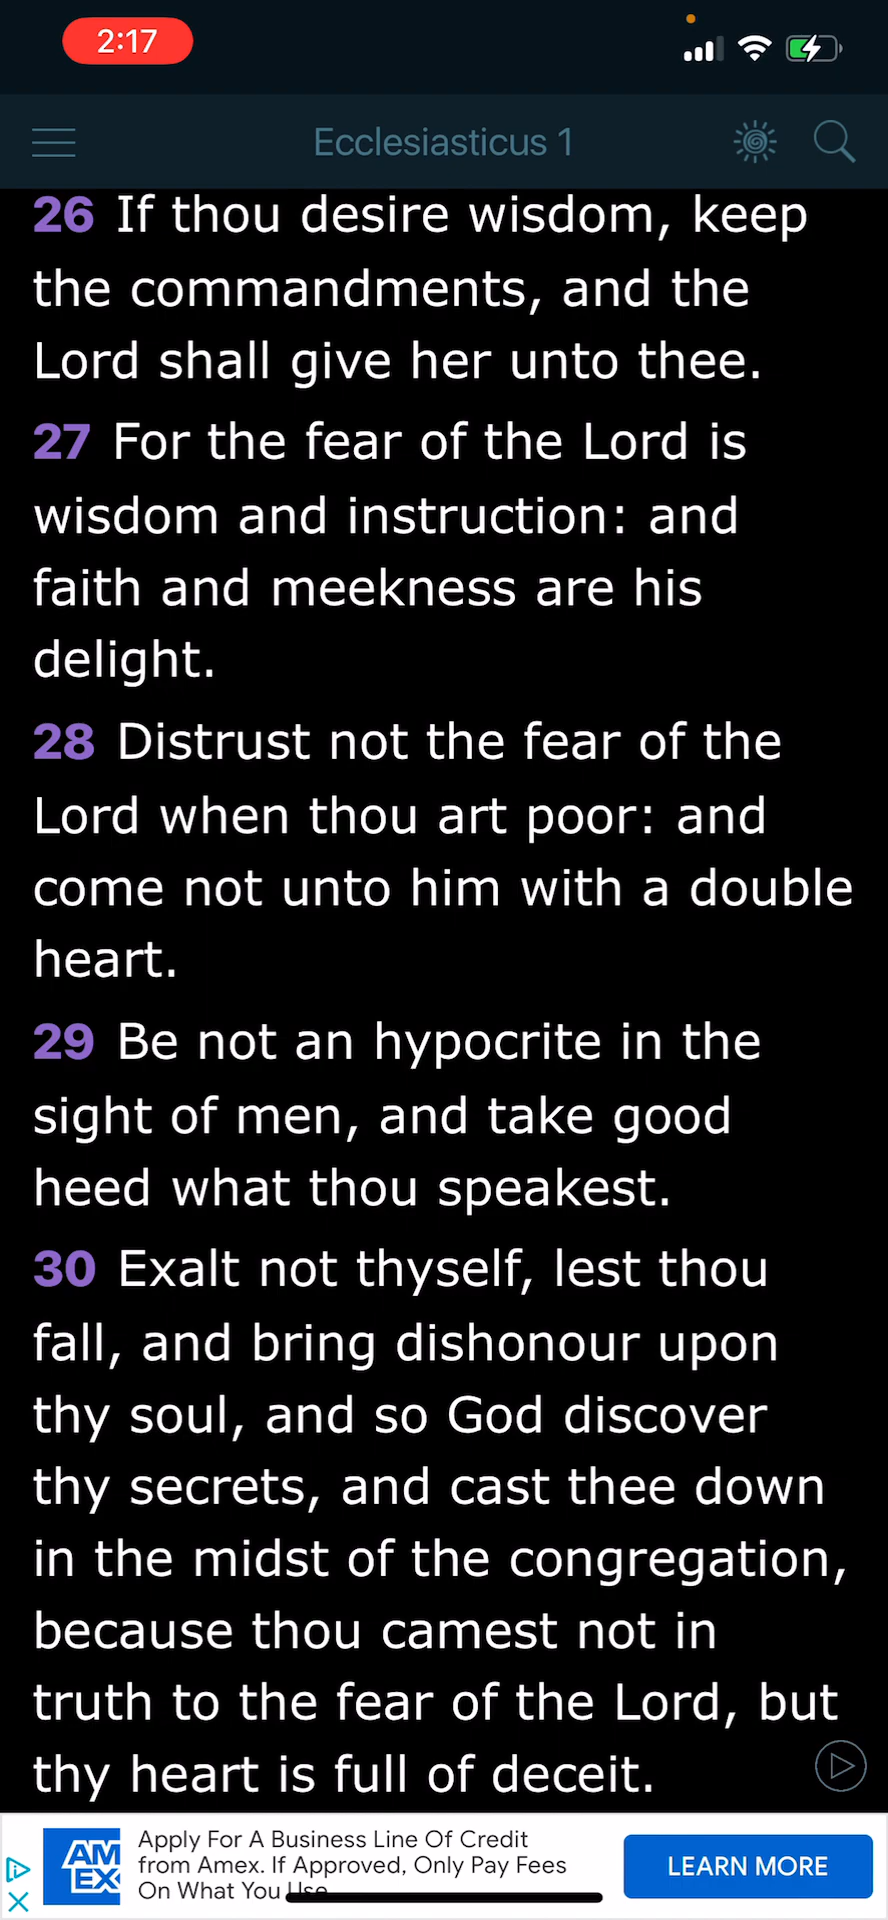 2:17
Ecclesiasticus 1
26 If thou desire wisdom, keep
the commandments, and the
Lord shall give her unto thee.
27 For the fear of the Lord is
wisdom and instruction: and
faith and meekness are his
delight.
28 Distrust not the fear of the
Lord when thou art poor: and
come not unto him with a double
heart.
29 Be not an hypocrite in the
sight of men, and take good
heed what thou speakest.
30 Exalt not thyself, lest thou
fall, and bring dishonour upon
thy soul, and so God discover
thy secrets, and cast thee down
in the midst of the congregation,
because thou camest not in
truth to the fear of the Lord, but
thy heart is full of deceit.
AM
EX
Apply For A Business Line Of Credit
from Amex. If Approved, Only Pay Fees
On What You Use
LEARN MORE